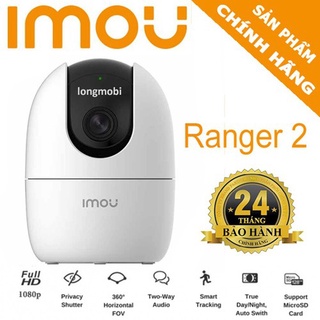 imou
SẢN PHẨM
CHÍNH HÃNG
longmobi
Ranger 2
imou
24
THÁNG
BẢO HÀNH
CHÍNH HÃNG
Full
HD
1080p
Privacy
Shutter
360°
Horizontal
FOV
Two-Way
Audio
Smart
Tracking
True
Day/Night,
Auto Swith
Support
MicroSD
Card